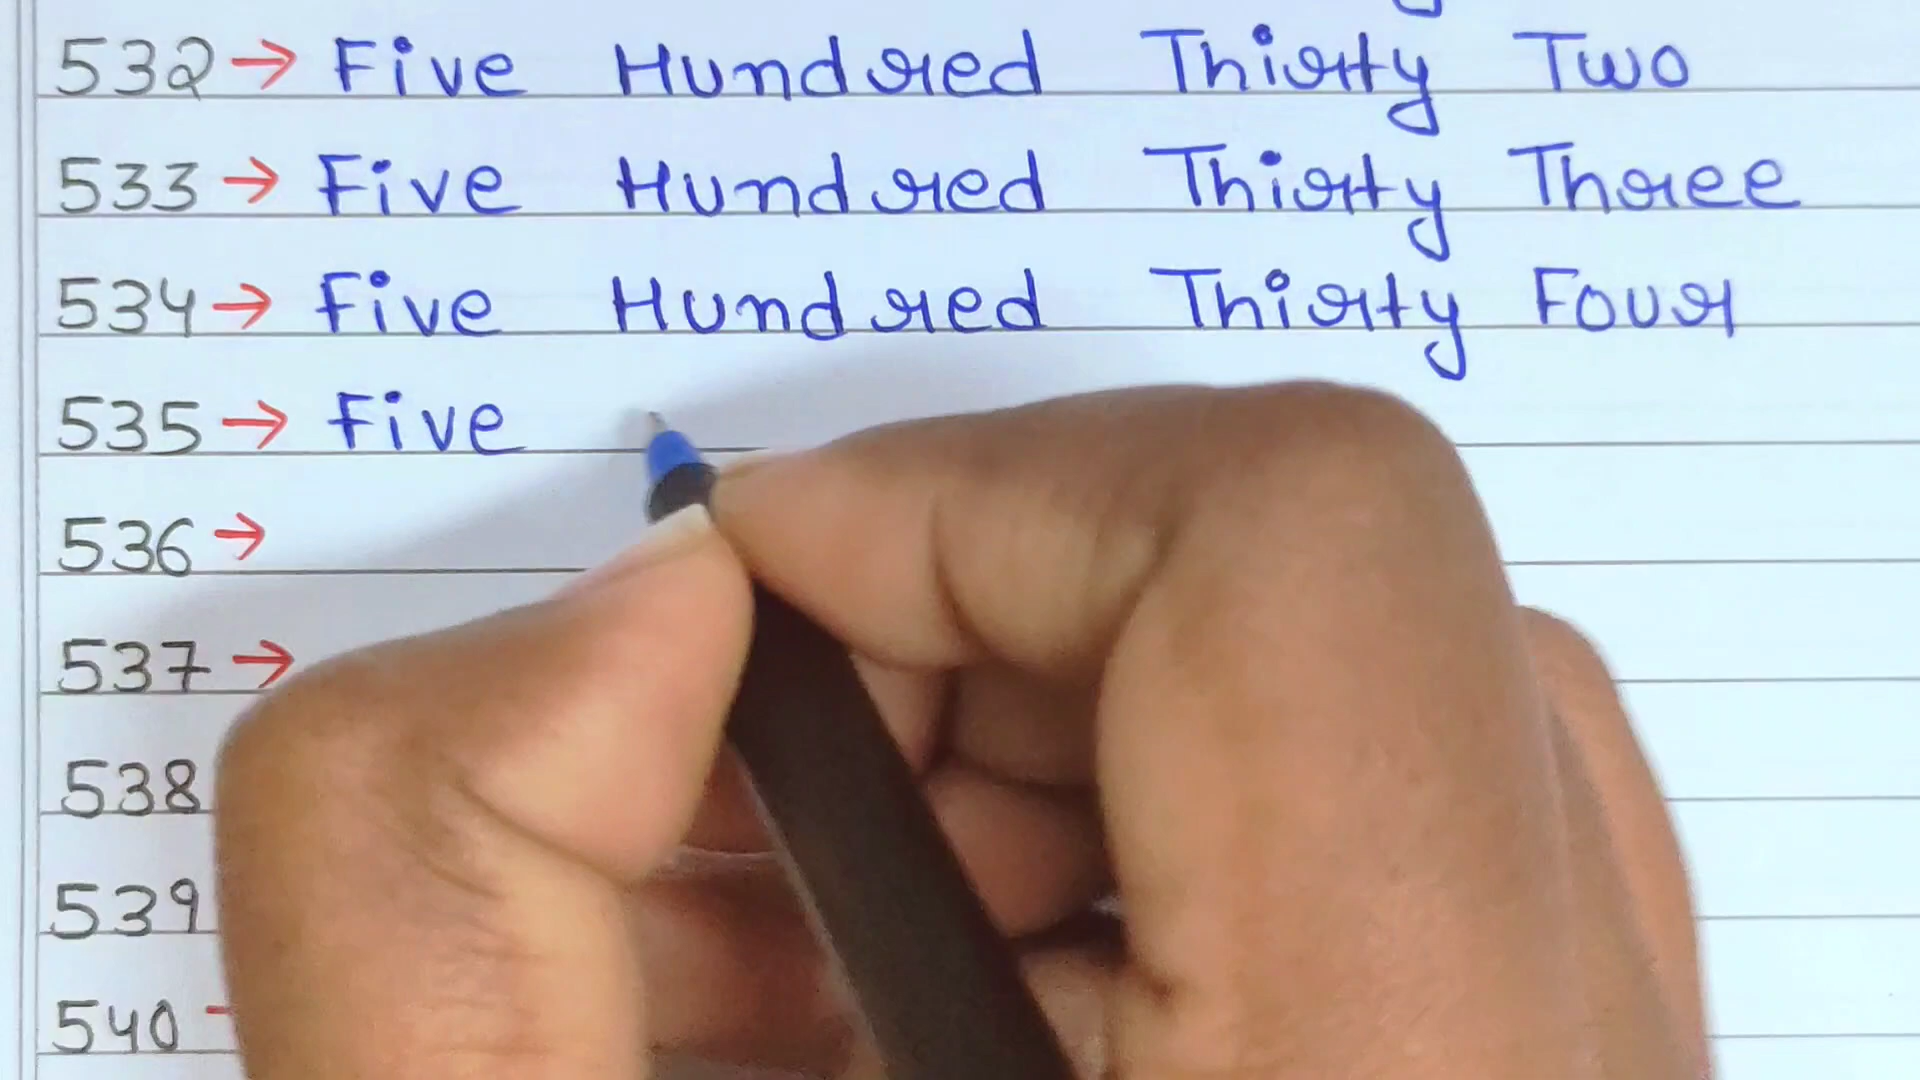 532→ Five Hundred Thirty Two
533→ Five Hundred Thirty Three
534→ Five Hundred Thirty Four
535→ Five
536→
537→
538
539
540